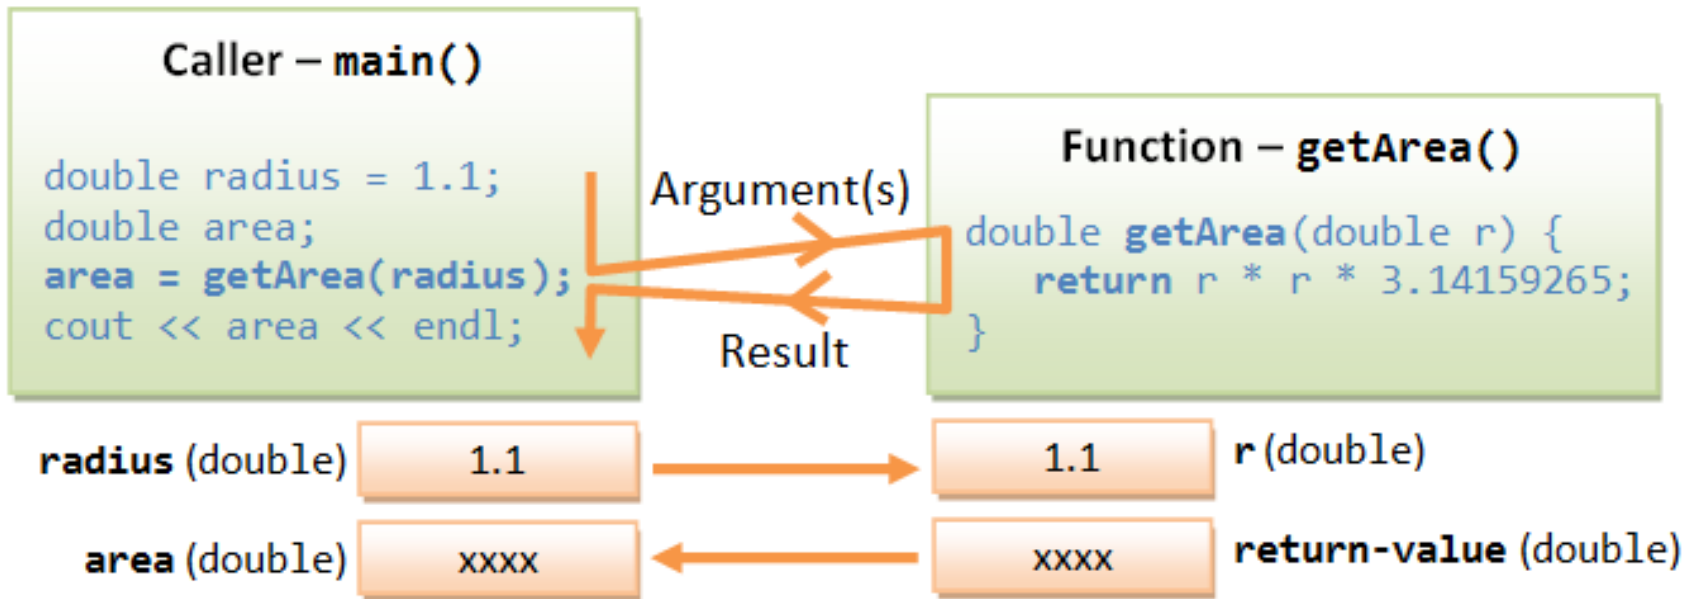 Caller – main()
double radius = 1.1;
double area;
area = getArea(radius);
cout << area << endl;
Argument(s)
Result
Function – getArea()
double getArea(double r) {
return r * r * 3.14159265;
}
radius (double) 1.1 1.1 r (double)
area (double) xxxx xxxx return-value (double)